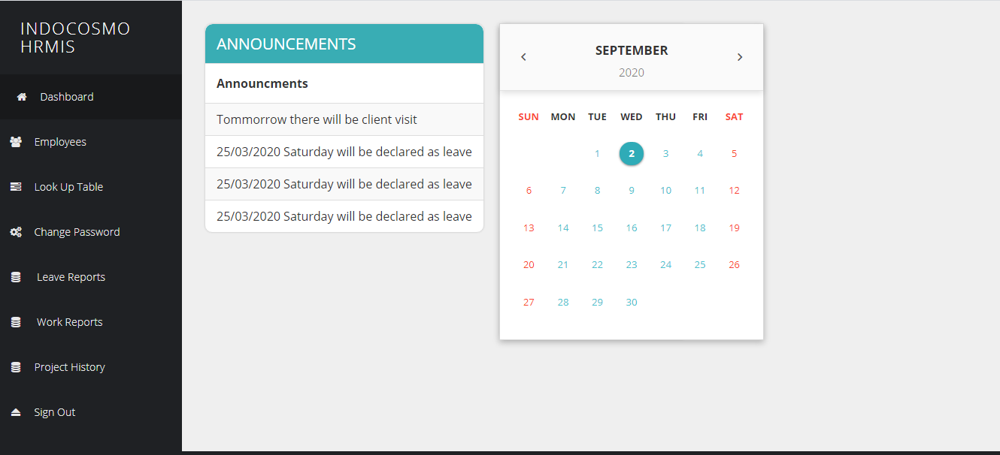 INDOCOSMO
HRMIS
Dashboard
Employees
Look Up Table
Change Password
Leave Reports
Work Reports
Project History
Sign Out
ANNOUNCEMENTS
Announcments
Tommorrow there will be client visit
25/03/2020 Saturday will be declared as leave
25/03/2020 Saturday will be declared as leave
25/03/2020 Saturday will be declared as leave
SEPTEMBER
2020
SUN MON TUE WED THU FRI SAT
1 2 3 4 5
6 7 8 9 10 11 12
13 14 15 16 17 18 19
20 21 22 23 24 25 26
27 28 29 30